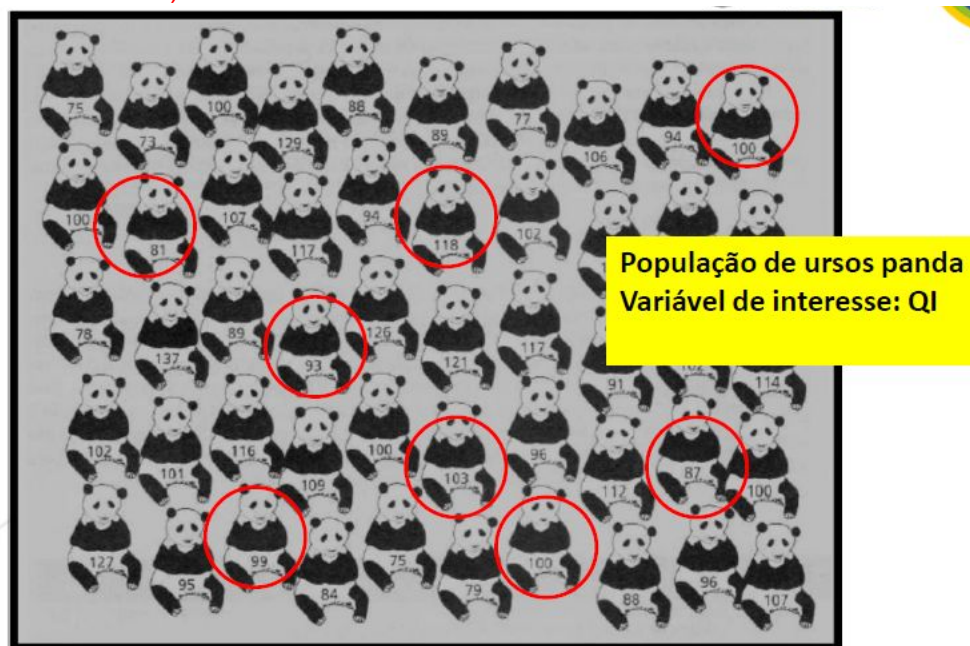 75 73 100 129 88 89 77 106 94 100
100 81 107 117 94 118 102
População de ursos panda
Variável de interesse: QI
78 137 89 93 126 121 117 91 102 114
102 101 116 109 100 103 96 112 87 100
127 95 99 84 75 79 100 88 96 107